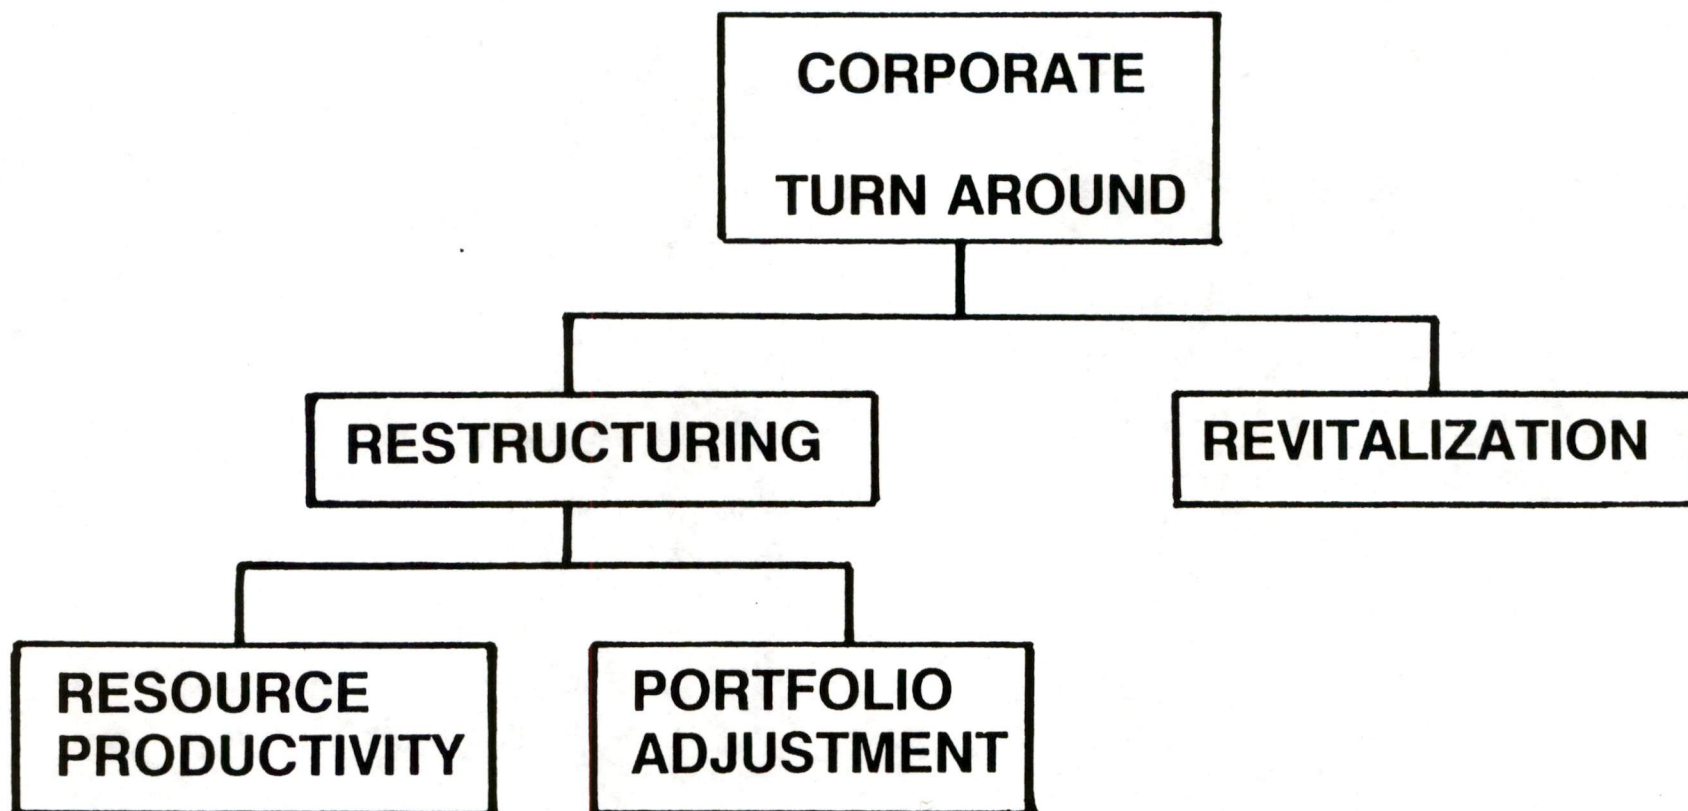 CORPORATE
TURN AROUND
RESTRUCTURING
REVITALIZATION
RESOURCE
PRODUCTIVITY
PORTFOLIO
ADJUSTMENT